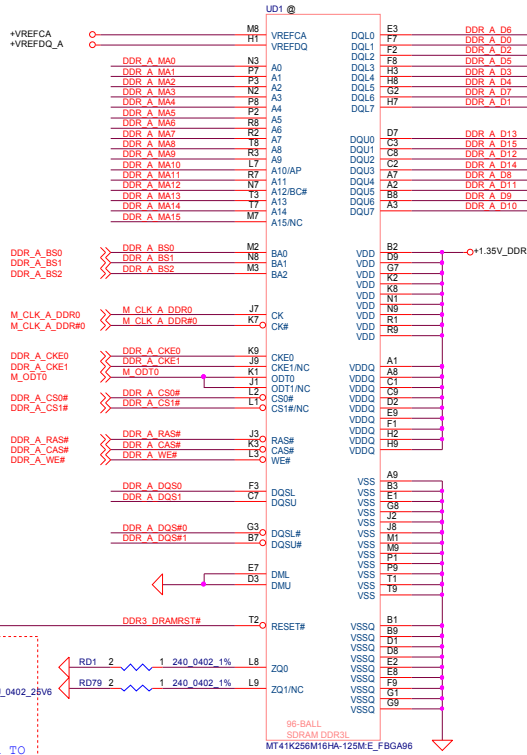 UD1 @
+VREFCA M8 VREFCA DQL0 E3 DDR_A_D6
+VREFDQ_A H1 VREFDQ DQL1 F7 DDR_A_D0
DQL2 F2 DDR_A_D2
DDR_A_MA0 N3 A0 DQL3 F8 DDR_A_D5
DDR_A_MA1 P7 A1 DQL4 H3 DDR_A_D3
DDR_A_MA2 P3 A2 DQL5 H8 DDR_A_D4
DDR_A_MA3 N2 A3 DQL6 G2 DDR_A_D7
DDR_A_MA4 P8 A4 DQL7 H7 DDR_A_D1
DDR_A_MA5 P2 A5
DDR_A_MA6 R8 A6
DDR_A_MA7 R2 A7 DQU0 D7 DDR_A_D13
DDR_A_MA8 T8 A8 DQU1 C3 DDR_A_D15
DDR_A_MA9 R3 A9 DQU2 C8 DDR_A_D12
DDR_A_MA10 L7 A10/AP DQU3 C2 DDR_A_D14
DDR_A_MA11 R7 A11 DQU4 A7 DDR_A_D8
DDR_A_MA12 N7 A12/BC# DQU5 A2 DDR_A_D11
DDR_A_MA13 T3 A13 DQU6 B8 DDR_A_D9
DDR_A_MA14 T7 A14 DQU7 A3 DDR_A_D10
DDR_A_MA15 M7 A15/NC
DDR_A_BS0 DDR_A_BS0 M2 BA0 VDD B2 +1.35V_DDR
DDR_A_BS1 DDR_A_BS1 N8 BA1 VDD D9
DDR_A_BS2 DDR_A_BS2 M3 BA2 VDD G7
VDD K2
VDD K8
VDD N1
M_CLK_A_DDR0 M_CLK_A_DDR0 J7 CK VDD N9
M_CLK_A_DDR#0 M_CLK_A_DDR#0 K7 CK# VDD R1
VDD R9
DDR_A_CKE0 DDR_A_CKE0 K9 CKE0
DDR_A_CKE1 DDR_A_CKE1 J9 CKE1/NC VDDQ A1
M_ODT0 M_ODT0 K1 ODT0 VDDQ A8
J1 ODT1/NC VDDQ C1
DDR_A_CS0# DDR_A_CS0# L2 CS0# VDDQ C9
DDR_A_CS1# DDR_A_CS1# L1 CS1#/NC VDDQ D2
VDDQ E9
VDDQ F1
DDR_A_RAS# DDR_A_RAS# J3 RAS# VDDQ H2
DDR_A_CAS# DDR_A_CAS# K3 CAS# VDDQ H9
DDR_A_WE# DDR_A_WE# L3 WE#
VSS A9
DDR_A_DQS0 F3 DQSL VSS B3
DDR_A_DQS1 C7 DQSU VSS E1
VSS G8
VSS J2
DDR_A_DQS#0 G3 DQSL# VSS J8
DDR_A_DQS#1 B7 DQSU# VSS M1
VSS M9
VSS P1
E7 DML VSS P9
D3 DMU VSS T1
VSS T9
DDR3_DRAMRST# T2 RESET# VSSQ B1
VSSQ B9
VSSQ D1
VSSQ D8
RD1 2 1 240_0402_1% L8 ZQ0 VSSQ E2
VSSQ E8
_0402_25V6 RD79 2 1 240_0402_1% L9 ZQ1/NC VSSQ F9
VSSQ G1
VSSQ G9
96-BALL
SDRAM DDR3L
MT41K256M16HA-125M:E_FBGA96
TO